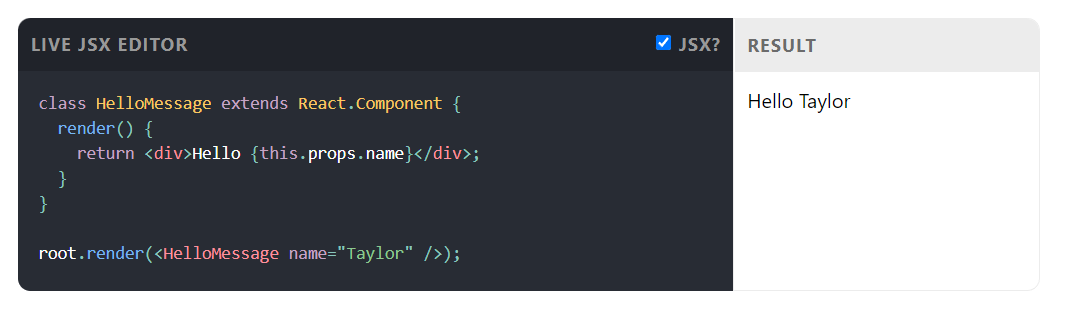 LIVE JSX EDITOR
JSX?
RESULT
class HelloMessage extends React.Component {
  render() {
    return <div>Hello {this.props.name}</div>;
  }
}

root.render(<HelloMessage name="Taylor" />);
Hello Taylor